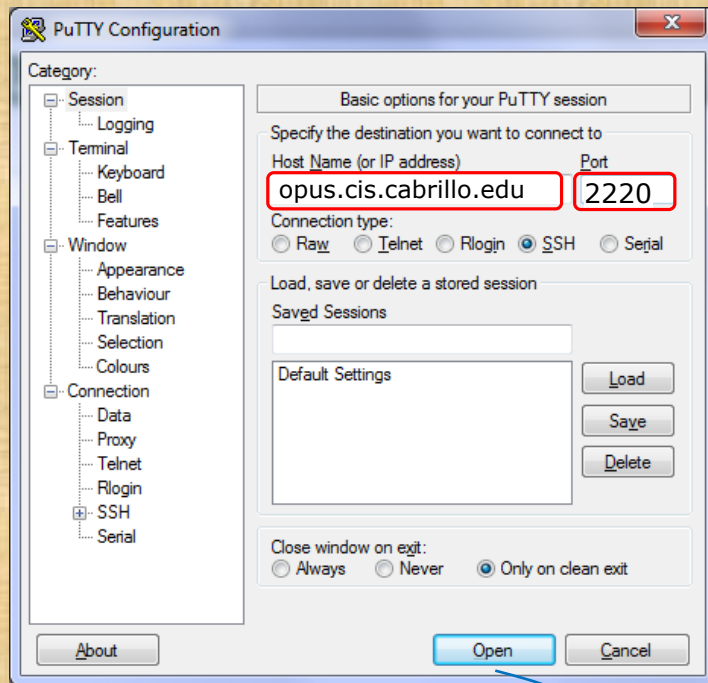 PuTTY Configuration
Category:
Session
Logging
Terminal
Keyboard
Bell
Features
Window
Appearance
Behaviour
Translation
Selection
Colours
Connection
Data
Proxy
Telnet
Rlogin
SSH
Serial
Basic options for your PuTTY session
Specify the destination you want to connect to
Host Name (or IP address) Port
opus.cis.cabrillo.edu 2220
Connection type:
Raw Telnet Rlogin SSH Serial
Load, save or delete a stored session
Saved Sessions
Default Settings
Load
Save
Delete
Close window on exit:
Always Never Only on clean exit
About Open Cancel